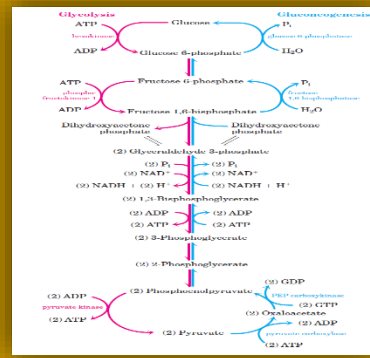 Glycolysis Gluconeogenesis
ATP Glucose Pi
hexokinase glucose 6-phosphatase
ADP H2O
Glucose 6-phosphate
ATP Fructose 6-phosphate Pi
phospho- fructose
fructokinase-1 1,6-bisphosphatase
ADP H2O
Fructose 1,6-bisphosphate
Dihydroxyacetone Dihydroxyacetone
phosphate phosphate
(2) Glyceraldehyde 3-phosphate
(2) Pi (2) Pi
(2) NAD+ (2) NAD+
(2) NADH + (2) H+ (2) NADH + H+
(2) 1,3-Bisphosphoglycerate
(2) ADP (2) ADP
(2) ATP (2) ATP
(2) 3-Phosphoglycerate
(2) 2-Phosphoglycerate
(2) GDP
(2) ADP (2) Phosphoenolpyruvate PEP carboxykinase
pyruvate kinase (2) GTP
(2) Oxaloacetate
(2) ATP (2) ADP
(2) Pyruvate pyruvate carboxylase
(2) ATP